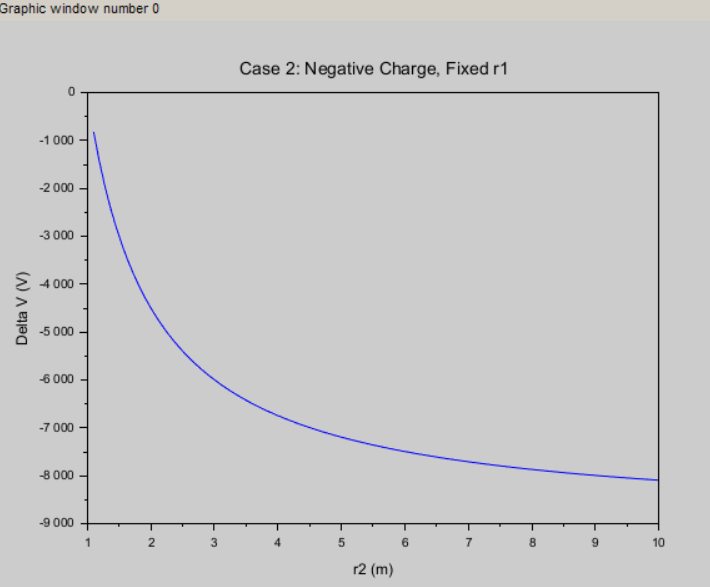 Graphic window number 0
Case 2: Negative Charge, Fixed r1
0
-1 000
-2 000
-3 000
-4 000
-5 000
-6 000
-7 000
-8 000
-9 000
Delta V (V)
1 2 3 4 5 6 7 8 9 10
r2 (m)